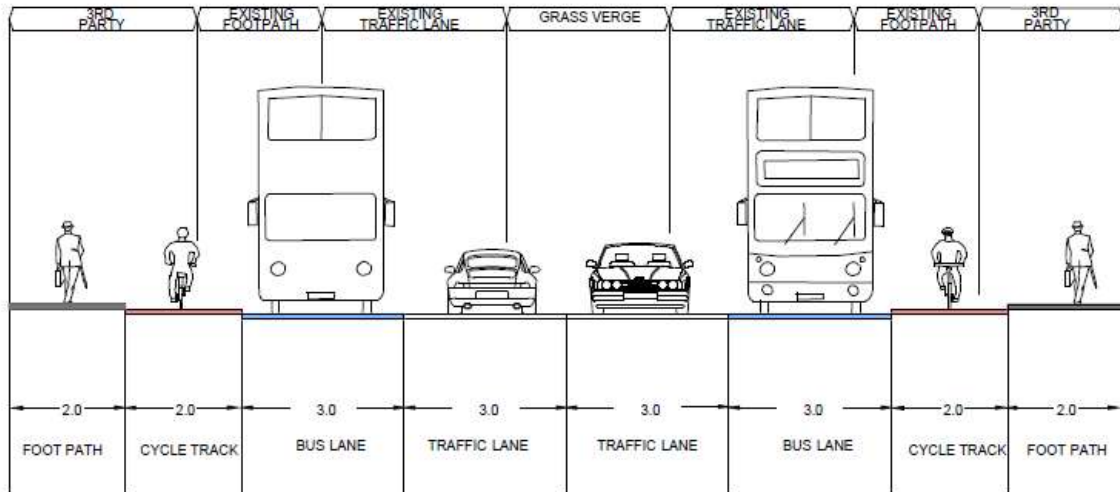 3RD
PARTY
EXISTING
FOOTPATH
EXISTING
TRAFFIC LANE
GRASS VERGE
EXISTING
TRAFFIC LANE
EXISTING
FOOTPATH
3RD
PARTY
2.0
2.0
3.0
3.0
3.0
3.0
2.0
2.0
FOOT PATH
CYCLE TRACK
BUS LANE
TRAFFIC LANE
TRAFFIC LANE
BUS LANE
CYCLE TRACK
FOOT PATH